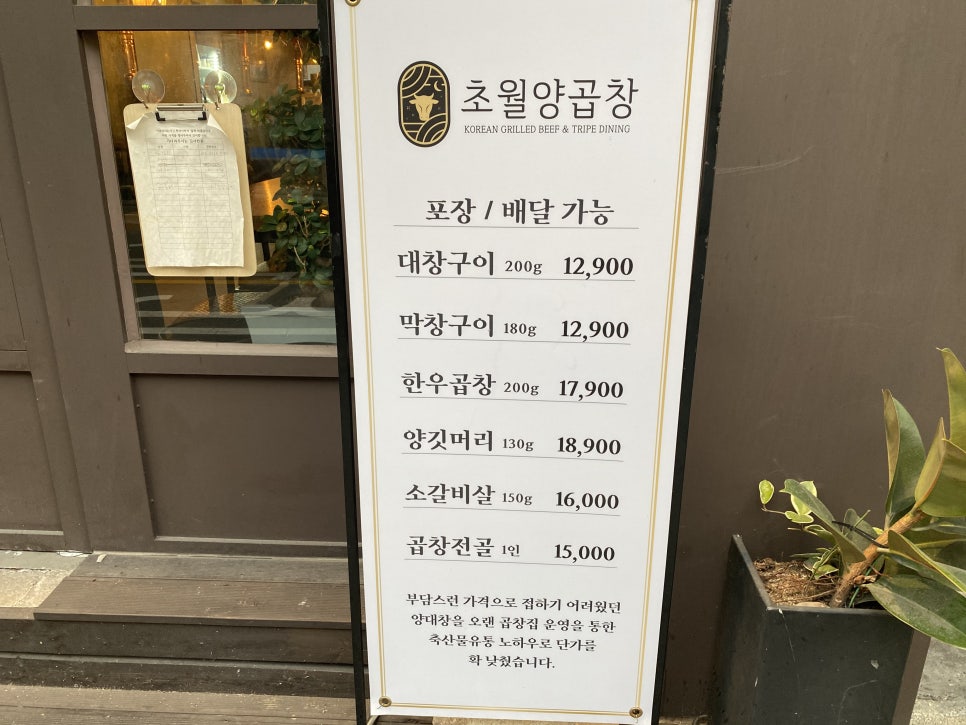 초월양곱창
KOREAN GRILLED BEEF & TRIPE DINING
포장 / 배달 가능
대창구이 200g 12,900
막창구이 180g 12,900
한우곱창 200g 17,900
양깃머리 130g 18,900
소갈비살 150g 16,000
곱창전골 1인 15,000
부담스런 가격으로 접하기 어려웠던
양대창을 오랜 곱창집 운영을 통한
축산물유통 노하우로 단가를
확 낮췄습니다.